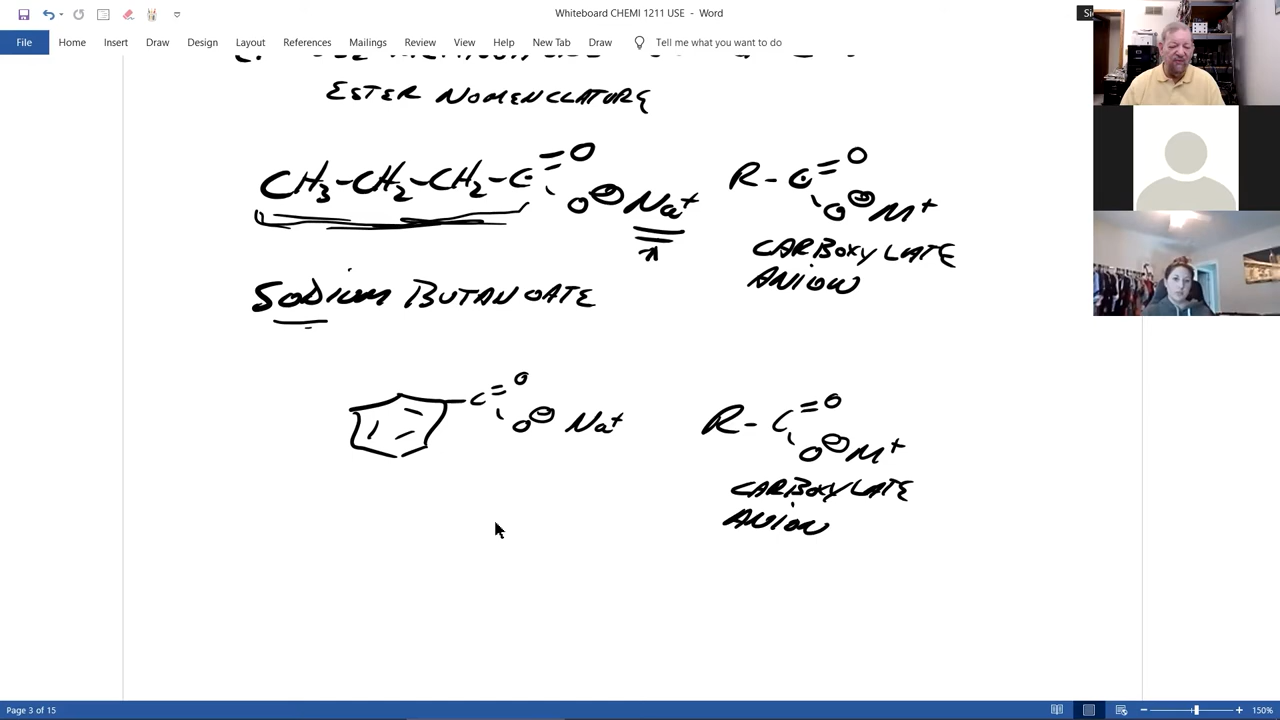 Whiteboard CHEMI 1211 USE - Word
File Home Insert Draw Design Layout References Mailings Review View Help New Tab Draw Tell me what you want to do
ESTER NOMENCLATURE
CH3-CH2-CH2-C=O
O⊖Na+
R-C=O
O⊖M+
CARBOXYLATE
ANION
SODiUM BUTANOATE
C=O
O⊖ Na+
R-C=O
O⊖M+
CARBOXYLATE
ANION
Page 3 of 15
150%